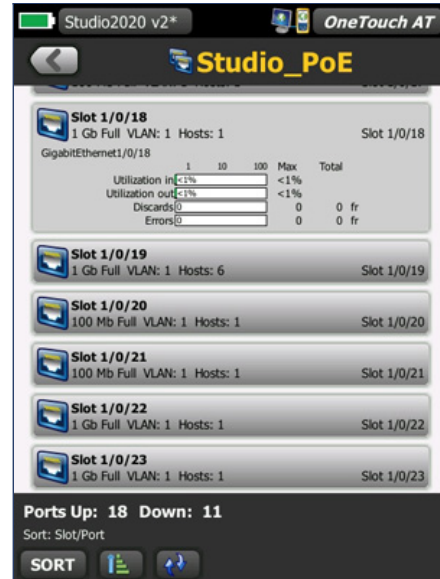 Studio2020 v2*
OneTouch AT
Studio_PoE
Slot 1/0/18
1 Gb Full VLAN: 1 Hosts: 1 Slot 1/0/18
GigabitEthernet1/0/18
1 10 100 Max Total
Utilization in <1% <1%
Utilization out <1% <1%
Discards 0 0 0 fr
Errors 0 0 0 fr
Slot 1/0/19
1 Gb Full VLAN: 1 Hosts: 6 Slot 1/0/19
Slot 1/0/20
100 Mb Full VLAN: 1 Hosts: 1 Slot 1/0/20
Slot 1/0/21
100 Mb Full VLAN: 1 Hosts: 1 Slot 1/0/21
Slot 1/0/22
1 Gb Full VLAN: 1 Hosts: 1 Slot 1/0/22
Slot 1/0/23
1 Gb Full VLAN: 1 Hosts: 1 Slot 1/0/23
Ports Up: 18 Down: 11
Sort: Slot/Port
SORT